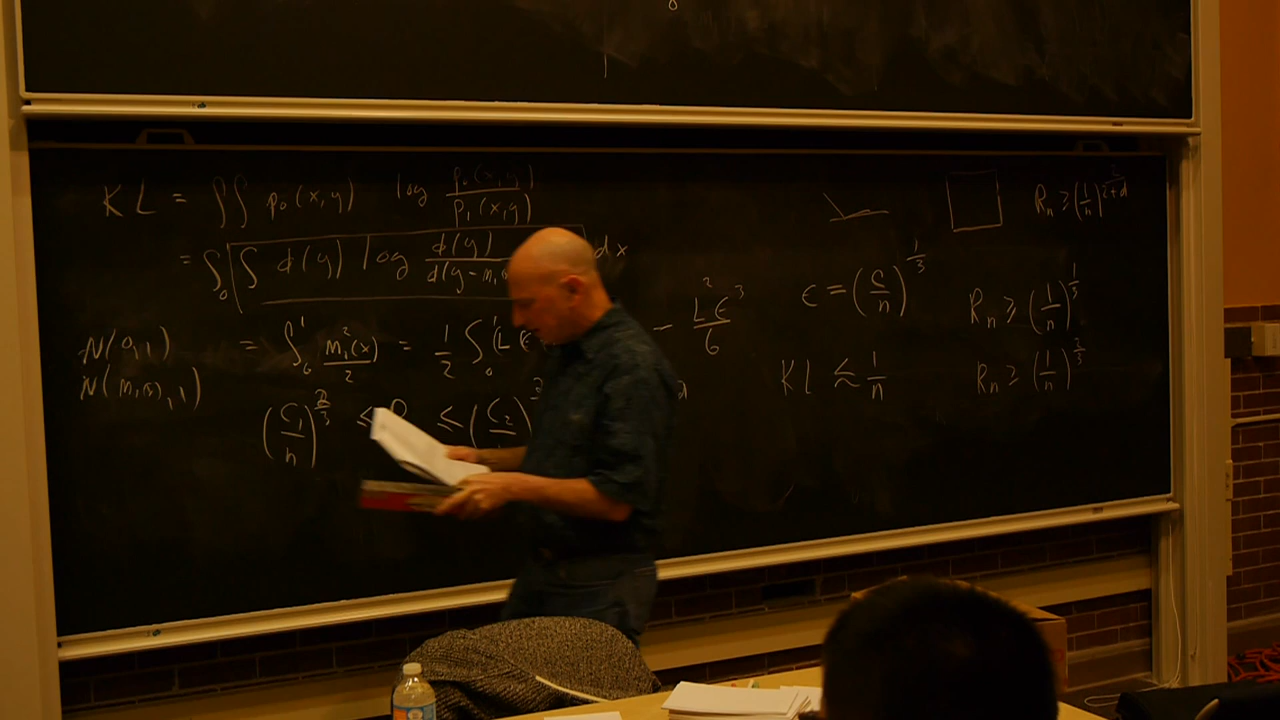 KL = ∫∫ p₀(x,y) log p₀(x,y) / p₁(x,y)
= ∫₀ ∫ ϕ(y) log ϕ(y) / ϕ(y - m₁ dx
N(0,1) = ∫₀¹ m₁²(x) / 2 = 1/2 ∫₀¹ (L ϵ
N(m₁(x),1)
(c₁/n)^{2/3} ≤ ≤ (c₂/
- L²ϵ³/6
ϵ = (c/n)^{1/3}
KL ≲ 1/n
Rₙ ≥ (1/n)^{2/(2+d)}
Rₙ ≥ (1/n)^{1/3}
Rₙ ≥ (1/n)^{2/3}